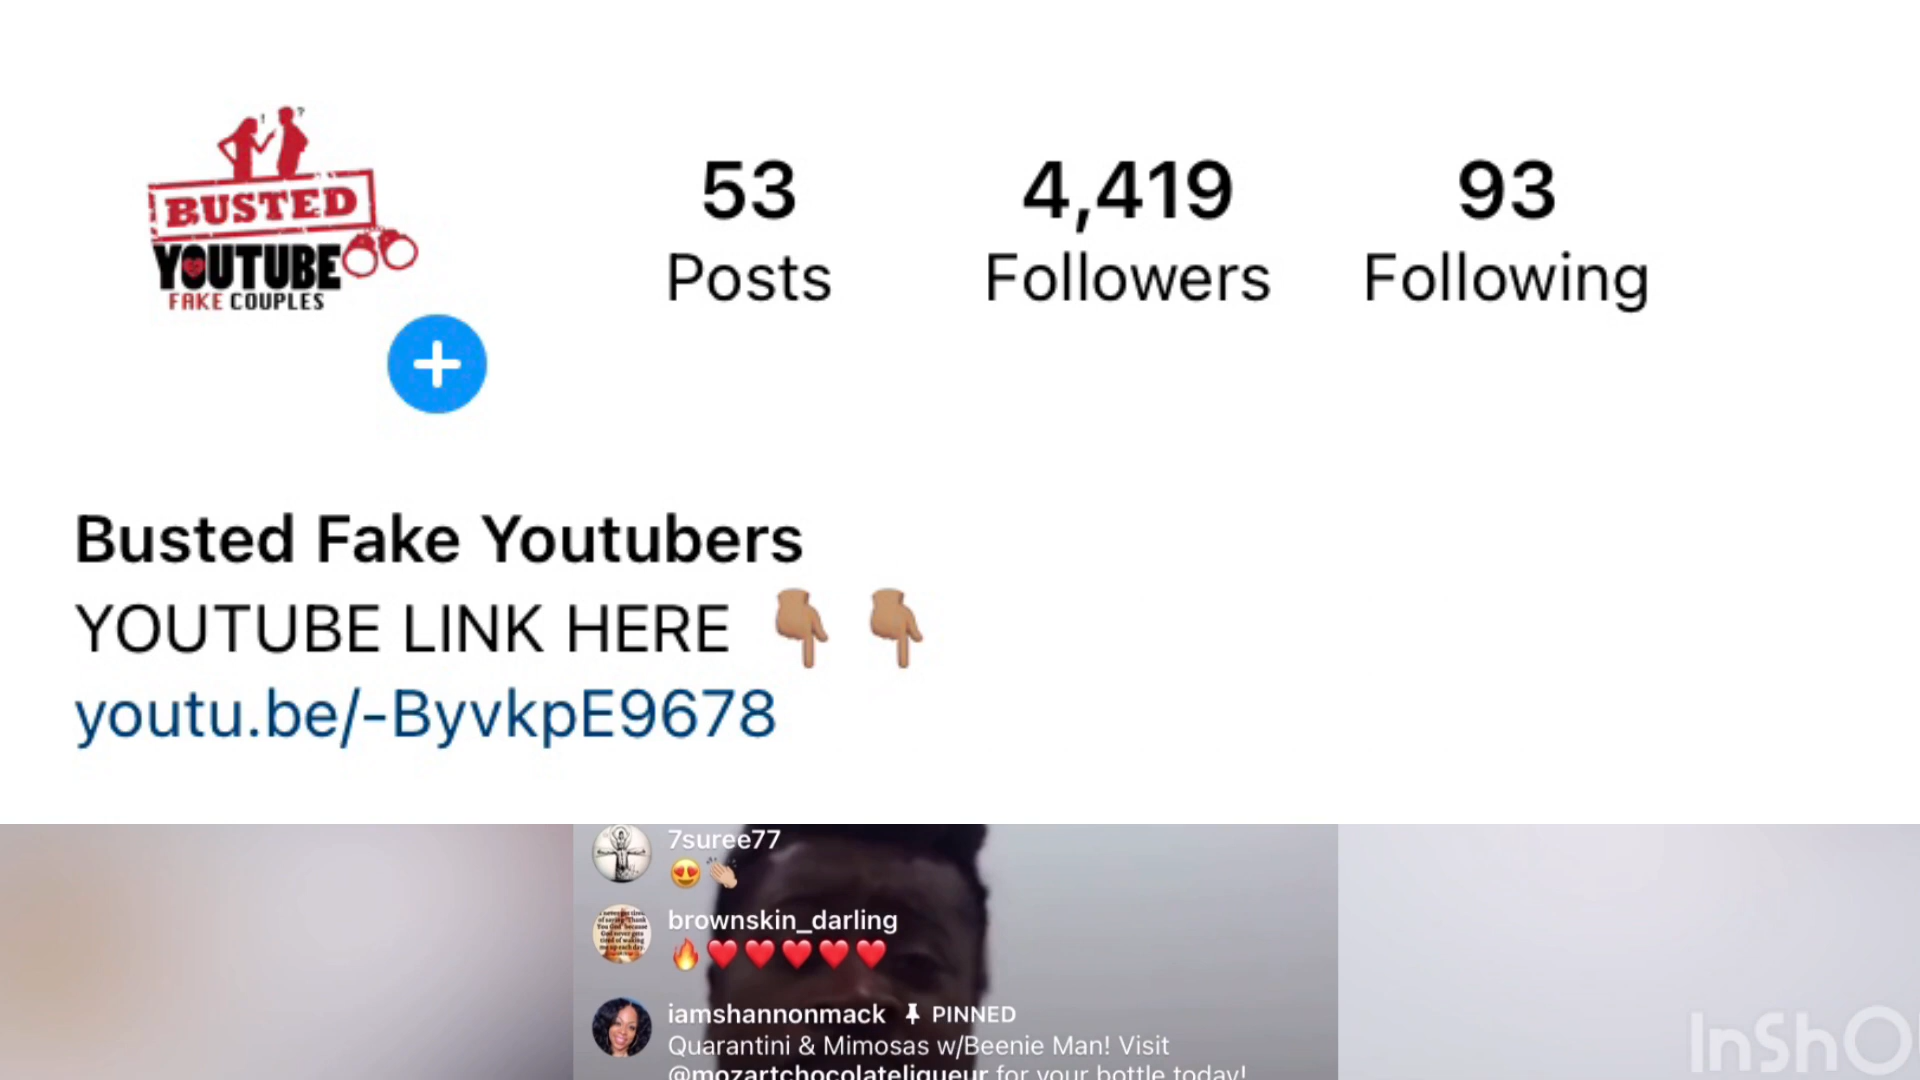 BUSTED
YOUTUBE
FAKE COUPLES
53
Posts
4,419
Followers
93
Following
Busted Fake Youtubers
YOUTUBE LINK HERE 👇🏽 👇🏽
youtu.be/-ByvkpE9678
7suree77
😍👏🏼
brownskin_darling
🔥❤️❤️❤️❤️❤️
iamshannonmack 📌 PINNED
Quarantini & Mimosas w/Beenie Man! Visit
@mozartchocolateliqueur for your bottle today!
InShO